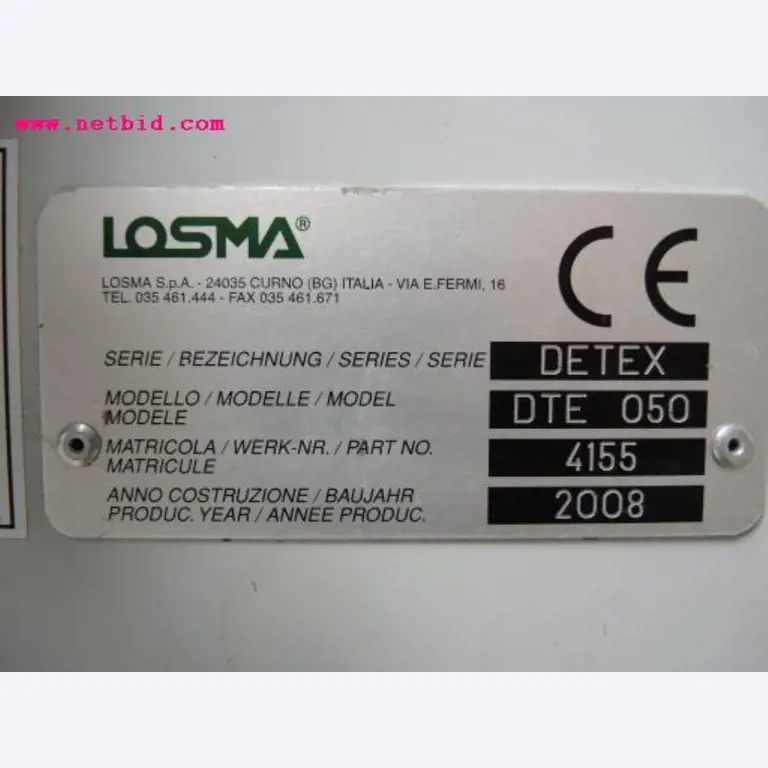 www.netbid.com
LOSMA®
LOSMA S.p.A. - 24035 CURNO (BG) ITALIA - VIA E.FERMI, 16
TEL. 035 461.444 - FAX 035 461.671
CE
SERIE / BEZEICHNUNG / SERIES / SERIE DETEX
MODELLO / MODELLE / MODEL
MODELE DTE 050
MATRICOLA / WERK-NR. / PART NO.
MATRICULE 4155
ANNO COSTRUZIONE / BAUJAHR
PRODUC. YEAR / ANNEE PRODUC. 2008